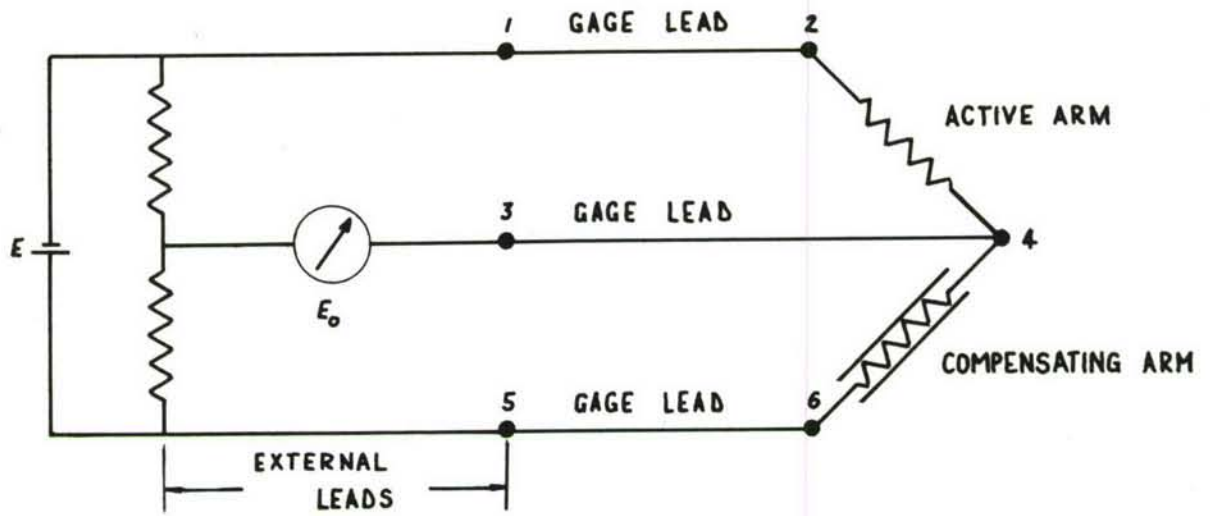 1 GAGE LEAD 2
ACTIVE ARM
3 GAGE LEAD
4
E
E₀
COMPENSATING ARM
5 GAGE LEAD 6
EXTERNAL
LEADS